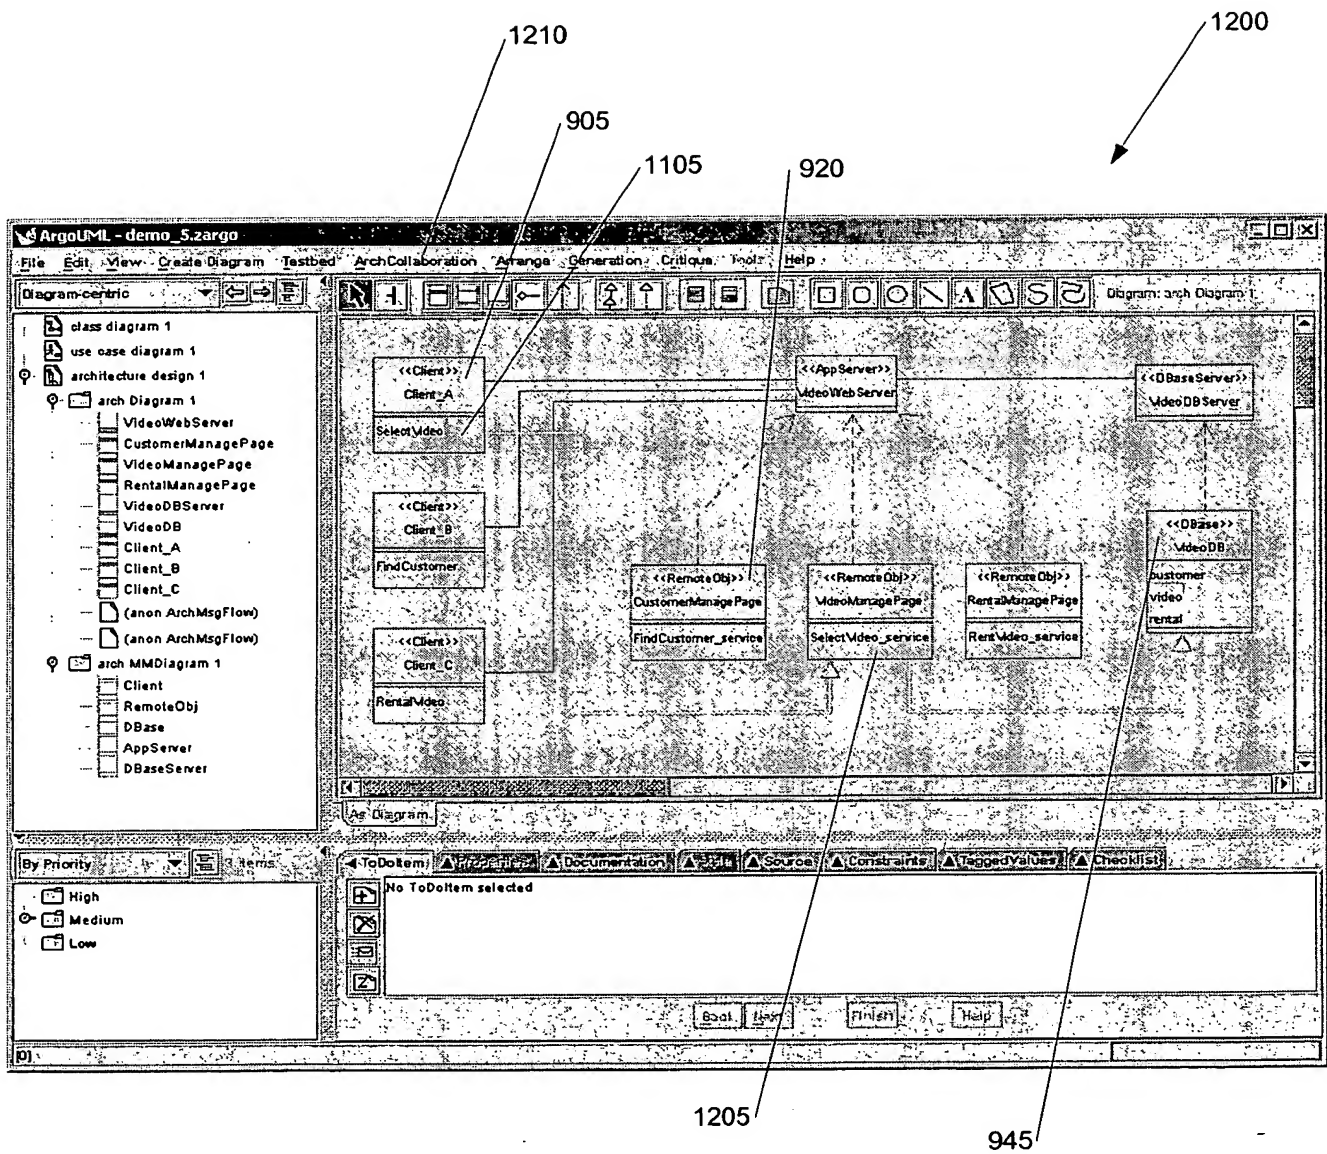 1210
1200
905
1105
920
ArgoUML - demo_5.zargo
File Edit View Create Diagram Testbed ArchCollaboration Arrange Generation Critique Tools Help
Diagram-centric
Diagram: arch Diagram 1
class diagram 1
use case diagram 1
architecture design 1
arch Diagram 1
VideoWebServer
CustomerManagePage
VideoManagePage
RentalManagePage
VideoDBServer
VideoDB
Client_A
Client_B
Client_C
(anon ArchMsgFlow)
(anon ArchMsgFlow)
arch MMDiagram 1
Client
RemoteObj
DBase
AppServer
DBaseServer
<<Client>>
Client_A
SelectVideo
<<AppServer>>
VideoWebServer
<<DBaseServer>>
VideoDBServer
<<Client>>
Client_B
FindCustomer
<<DBase>>
VideoDB
customer
video
rental
<<RemoteObj>>
CustomerManagePage
FindCustomer_service
<<RemoteObj>>
VideoManagePage
SelectVideo_service
<<RemoteObj>>
RentalManagePage
RentVideo_service
<<Client>>
Client_C
RentalVideo
As Diagram
By Priority
3 Items
High
Medium
Low
ToDoItem Documentation Source Constraints TaggedValues Checklist
No ToDoItem selected
Back Next Finish Help
[0]
1205
945